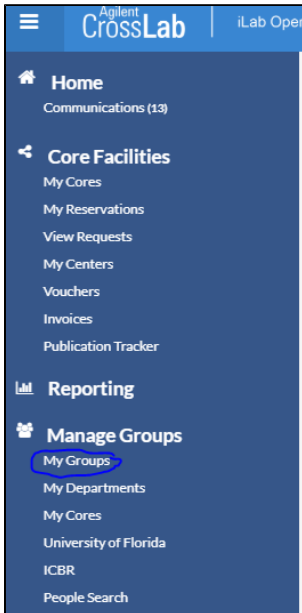 Agilent
CrossLab
iLab Oper
Home
Communications (13)
Core Facilities
My Cores
My Reservations
View Requests
My Centers
Vouchers
Invoices
Publication Tracker
Reporting
Manage Groups
My Groups
My Departments
My Cores
University of Florida
ICBR
People Search